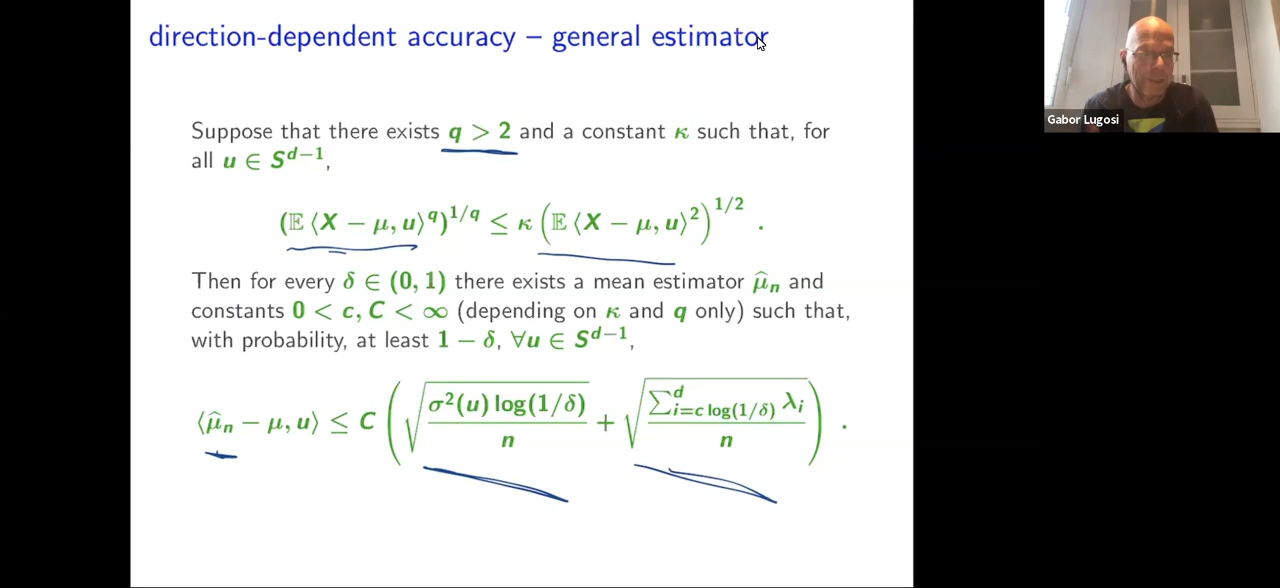 direction-dependent accuracy – general estimator
Suppose that there exists q > 2 and a constant κ such that, for
all u ∈ S^{d−1},
(𝔼 ⟨X − μ, u⟩^q)^{1/q} ≤ κ (𝔼 ⟨X − μ, u⟩^2)^{1/2} .
Then for every δ ∈ (0, 1) there exists a mean estimator μ̂_n and
constants 0 < c, C < ∞ (depending on κ and q only) such that,
with probability, at least 1 − δ, ∀u ∈ S^{d−1},
⟨μ̂_n − μ, u⟩ ≤ C ( √(σ^2(u) log(1/δ) / n) + √(∑_{i=c log(1/δ)}^d λ_i / n) ) .
Gabor Lugosi